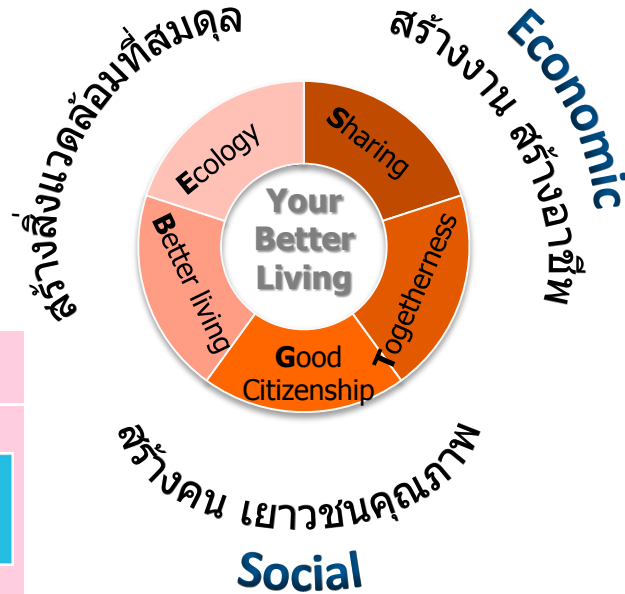 สร้างสิ่งแวดล้อมที่สมดุล
สร้างงาน สร้างอาชีพ
Economic
Ecology
Sharing
Your
Better
Living
Better living
Togetherness
Good
Citizenship
สร้างคน เยาวชนคุณภาพ
Social